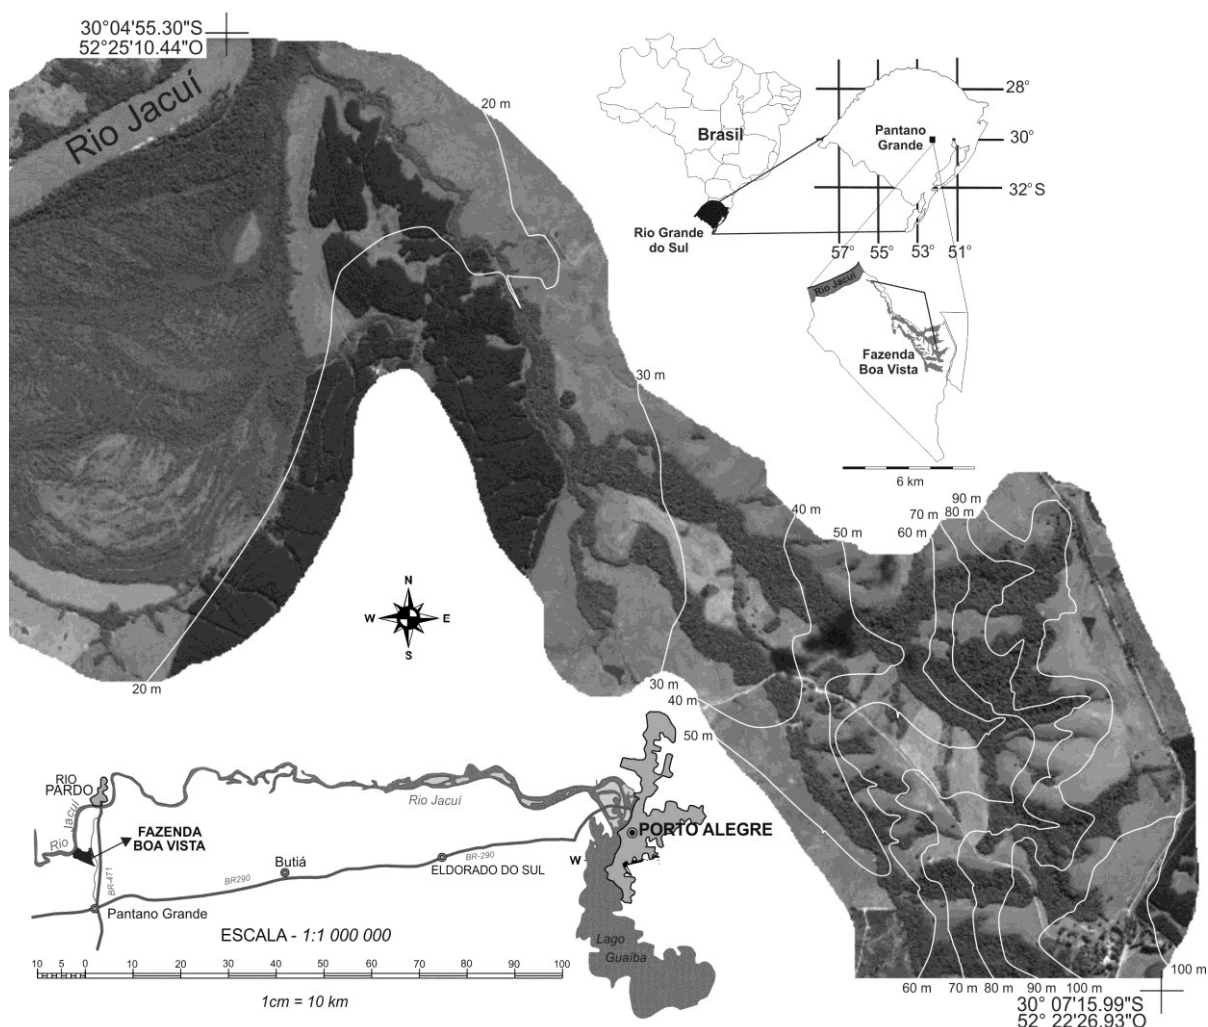 30°04'55.30"S
52°25'10.44"O
Rio Jacuí
20 m
Brasil
Rio Grande
do Sul
Pantano
Grande
28°
30°
32° S
57°
55°
53°
51°
Rio Jacuí
Fazenda
Boa Vista
6 km
30 m
40 m
50 m
60 m
70 m
80 m
90 m
N
W
E
S
20 m
30 m
40 m
50 m
RIO
PARDO
Rio Jacuí
FAZENDA
BOA VISTA
BR-471
Pantano Grande
BR290
Butiá
Rio Jacuí
BR-290
ELDORADO DO SUL
PORTO ALEGRE
W
Lago
Guaíba
ESCALA - 1:1 000 000
10
5
0
10
20
30
40
50
60
70
80
90
100
1cm = 10 km
60 m
70 m
80 m
90 m
100 m
100 m
30° 07'15.99"S
52° 22'26.93"O